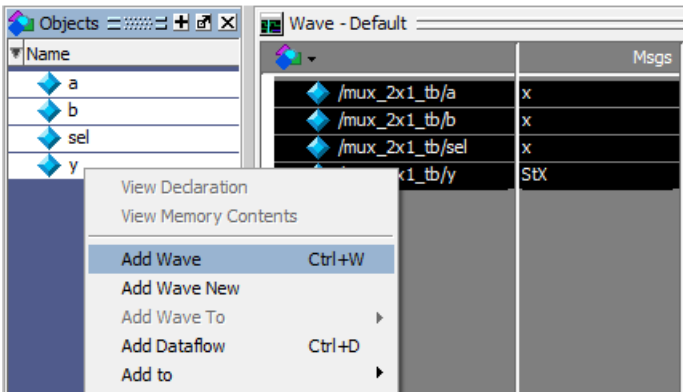 Objects
Name
a
b
sel
y
View Declaration
View Memory Contents
Add Wave Ctrl+W
Add Wave New
Add Wave To
Add Dataflow Ctrl+D
Add to
Wave - Default
Msgs
/mux_2x1_tb/a x
/mux_2x1_tb/b x
/mux_2x1_tb/sel x
x1_tb/y StX